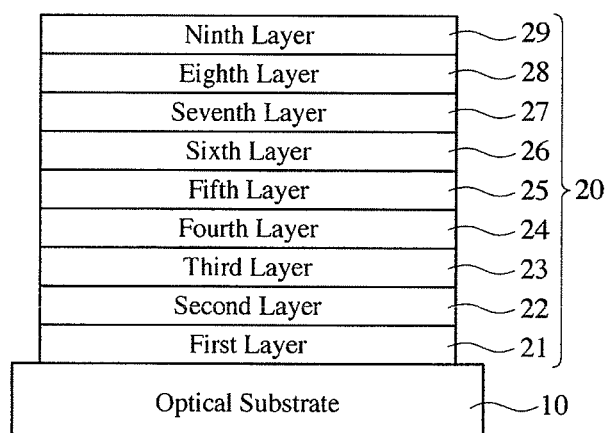 Ninth Layer 29
Eighth Layer 28
Seventh Layer 27
Sixth Layer 26
Fifth Layer 25 20
Fourth Layer 24
Third Layer 23
Second Layer 22
First Layer 21
Optical Substrate 10